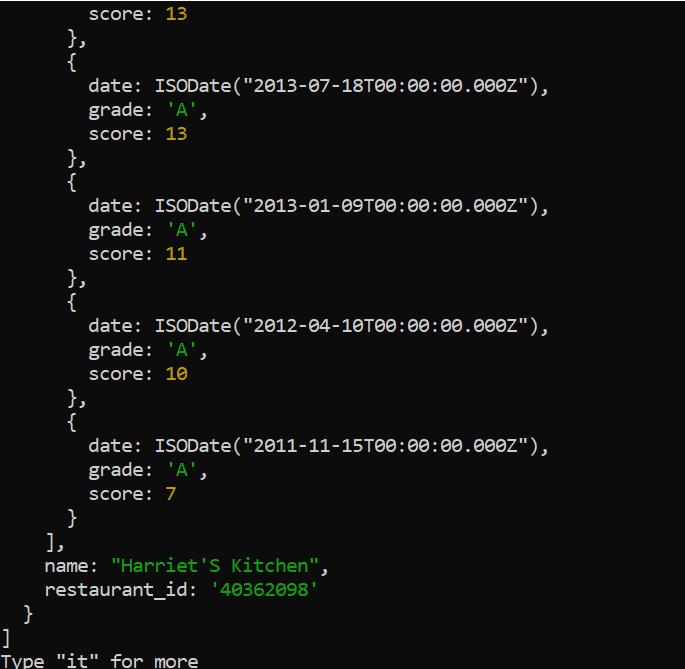 score: 13
},
{
date: ISODate("2013-07-18T00:00:00.000Z"),
grade: 'A',
score: 13
},
{
date: ISODate("2013-01-09T00:00:00.000Z"),
grade: 'A',
score: 11
},
{
date: ISODate("2012-04-10T00:00:00.000Z"),
grade: 'A',
score: 10
},
{
date: ISODate("2011-11-15T00:00:00.000Z"),
grade: 'A',
score: 7
}
],
name: "Harriet'S Kitchen",
restaurant_id: '40362098'
}
]
Type "it" for more